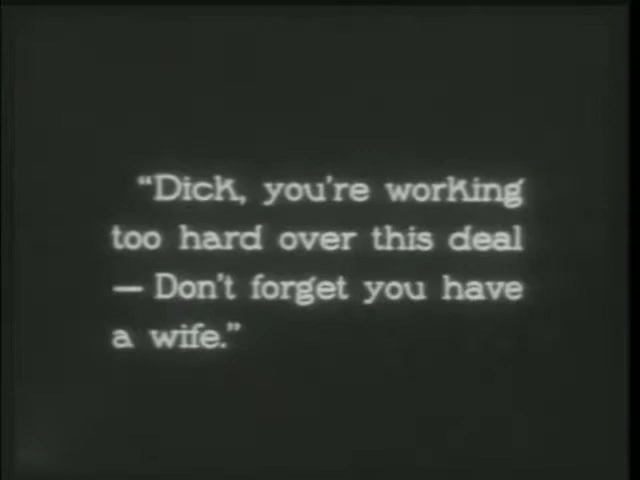 “Dick, you're working
too hard over this deal
— Don't forget you have
a wife.”